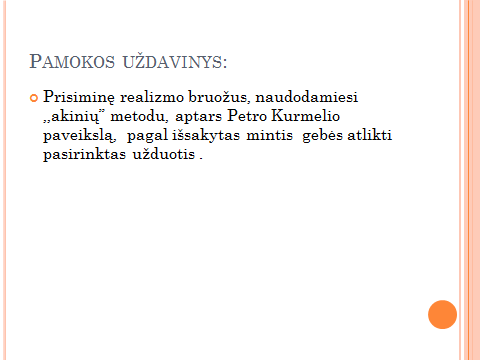 PAMOKOS UŽDAVINYS:
Prisiminę realizmo bruožus, naudodamiesi
,,akinių” metodu, aptars Petro Kurmelio
paveikslą, pagal išsakytas mintis gebės atlikti
pasirinktas užduotis .